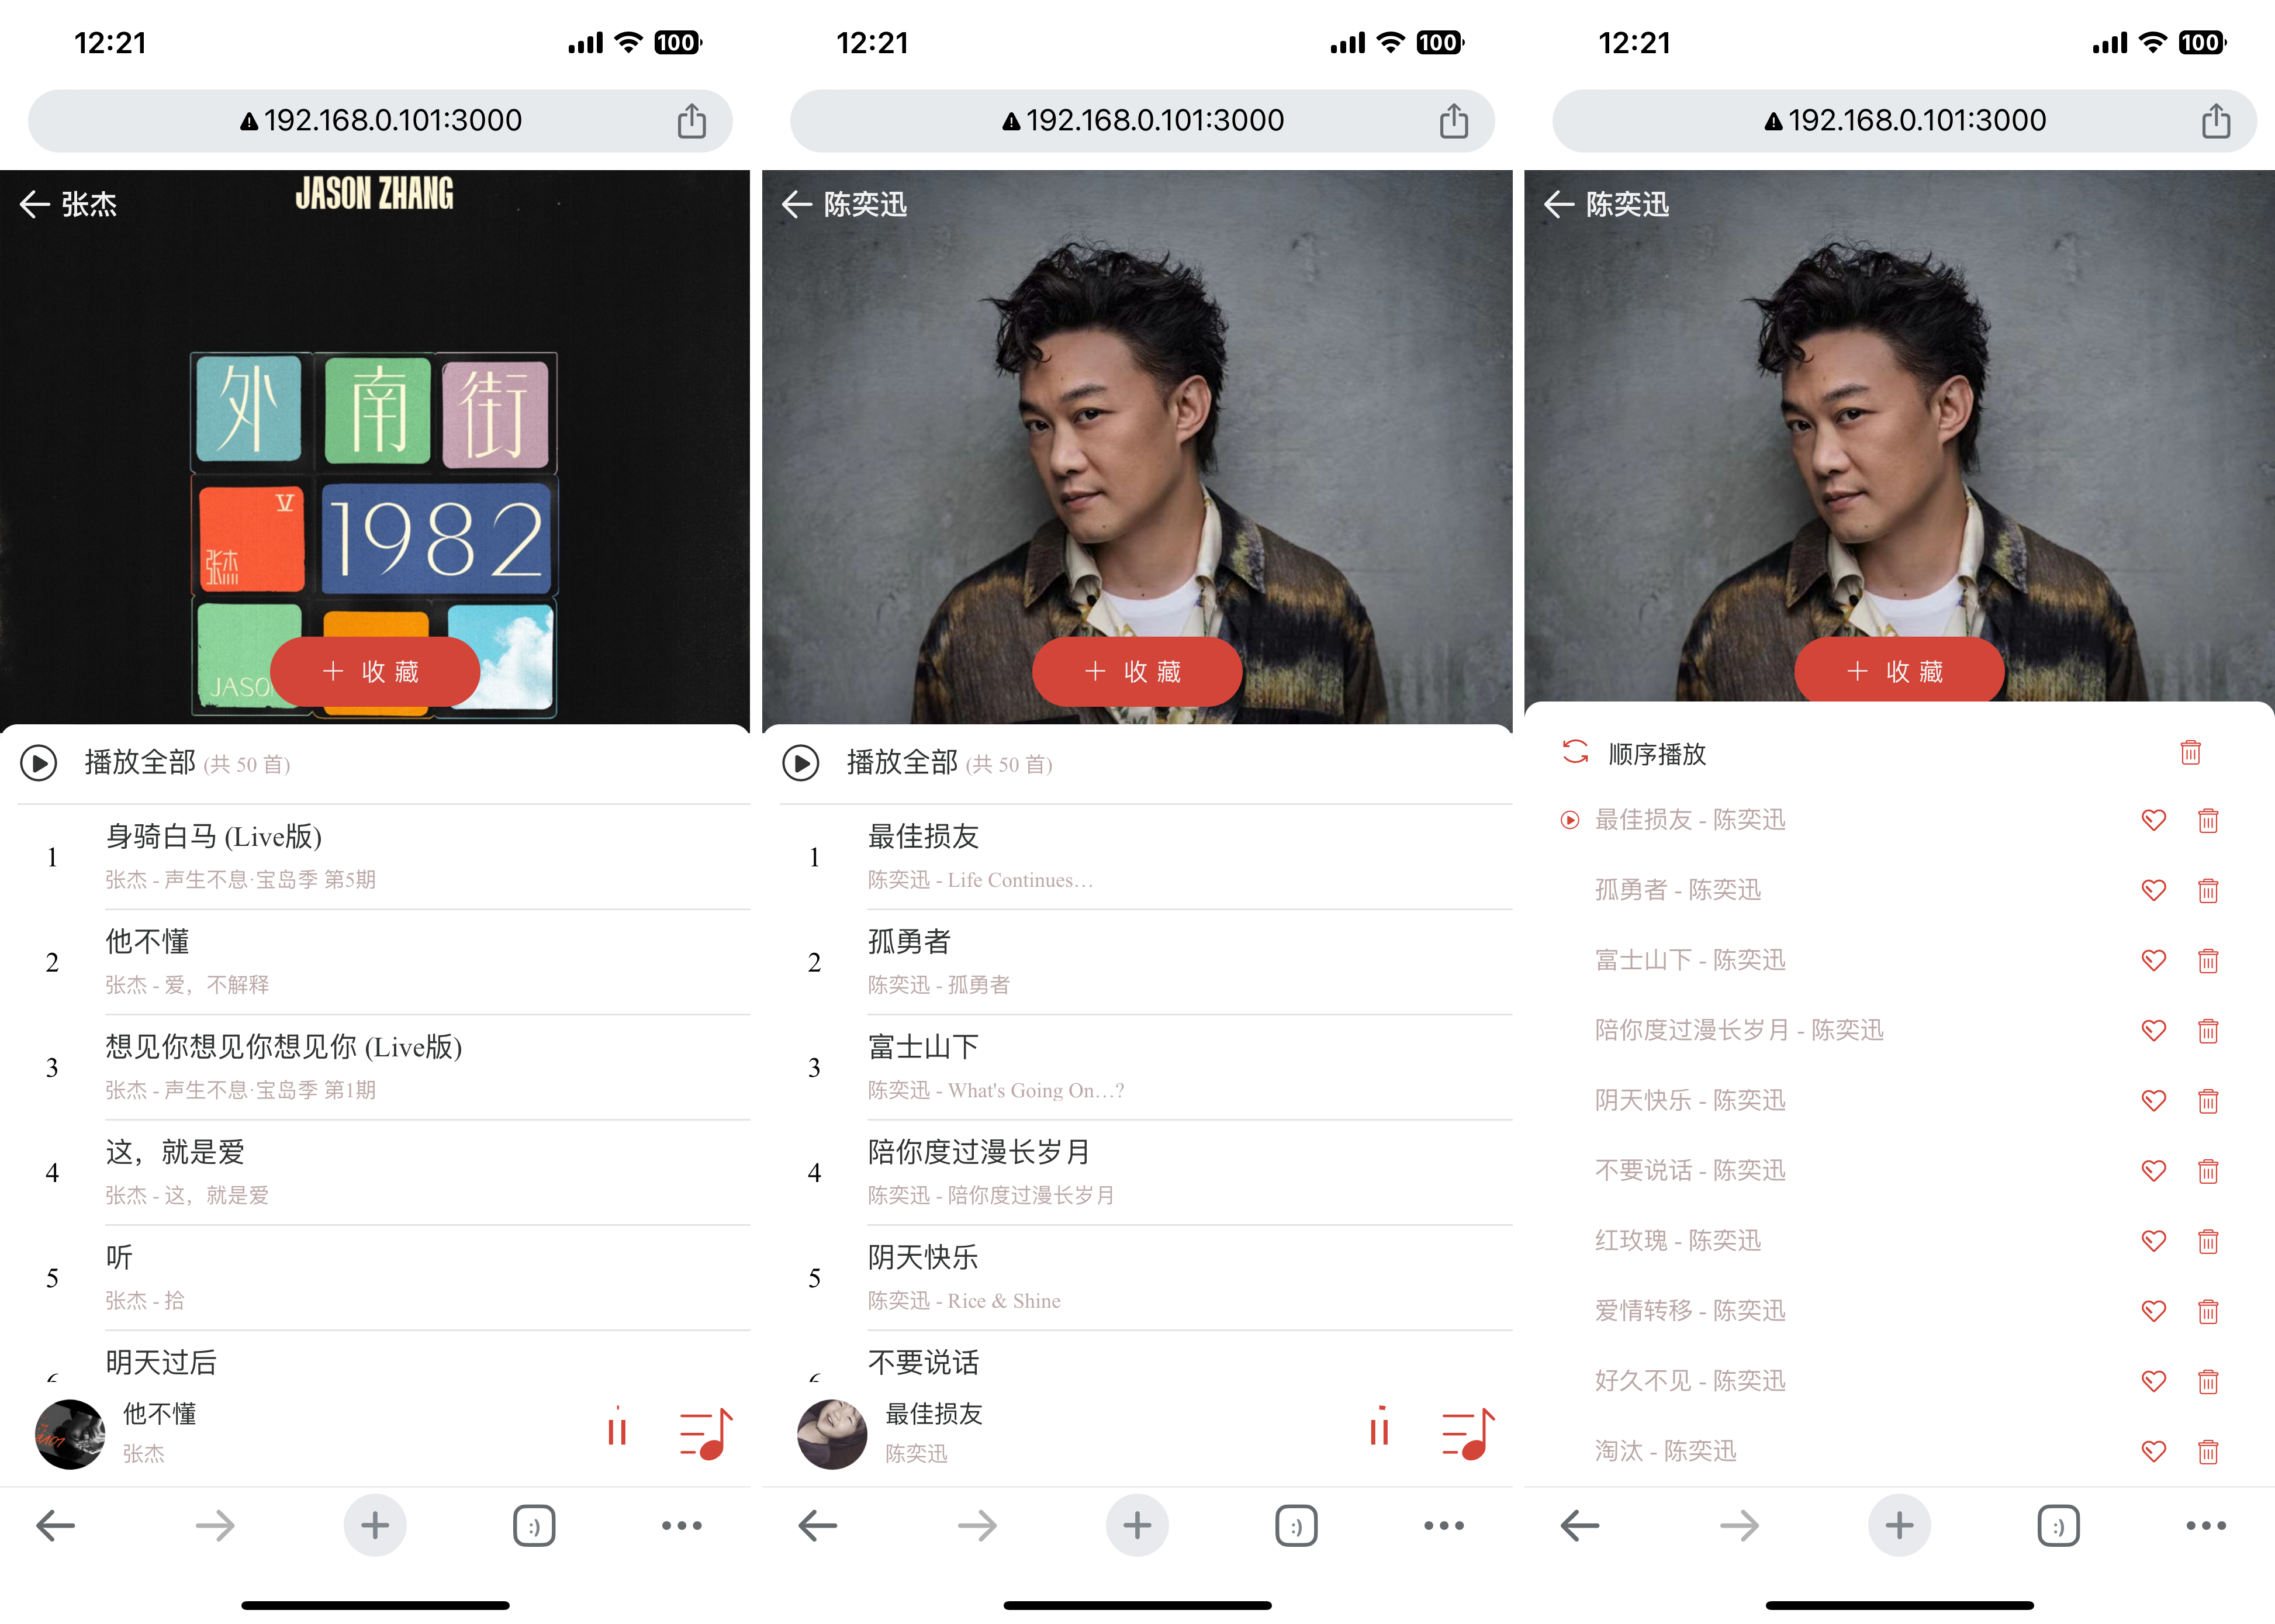 12:21
100
192.168.0.101:3000
张杰
JASON ZHANG
外南街
V
张杰
1982
JASO
收藏
播放全部 (共 50 首)
1
身骑白马 (Live版)
张杰 - 声生不息·宝岛季 第5期
2
他不懂
张杰 - 爱，不解释
3
想见你想见你想见你 (Live版)
张杰 - 声生不息·宝岛季 第1期
4
这，就是爱
张杰 - 这，就是爱
5
听
张杰 - 拾
明天过后
他不懂
张杰
:)
12:21
100
192.168.0.101:3000
陈奕迅
收藏
播放全部 (共 50 首)
1
最佳损友
陈奕迅 - Life Continues…
2
孤勇者
陈奕迅 - 孤勇者
3
富士山下
陈奕迅 - What's Going On…?
4
陪你度过漫长岁月
陈奕迅 - 陪你度过漫长岁月
5
阴天快乐
陈奕迅 - Rice & Shine
不要说话
最佳损友
陈奕迅
:)
12:21
100
192.168.0.101:3000
陈奕迅
收藏
顺序播放
最佳损友 - 陈奕迅
孤勇者 - 陈奕迅
富士山下 - 陈奕迅
陪你度过漫长岁月 - 陈奕迅
阴天快乐 - 陈奕迅
不要说话 - 陈奕迅
红玫瑰 - 陈奕迅
爱情转移 - 陈奕迅
好久不见 - 陈奕迅
淘汰 - 陈奕迅
:)